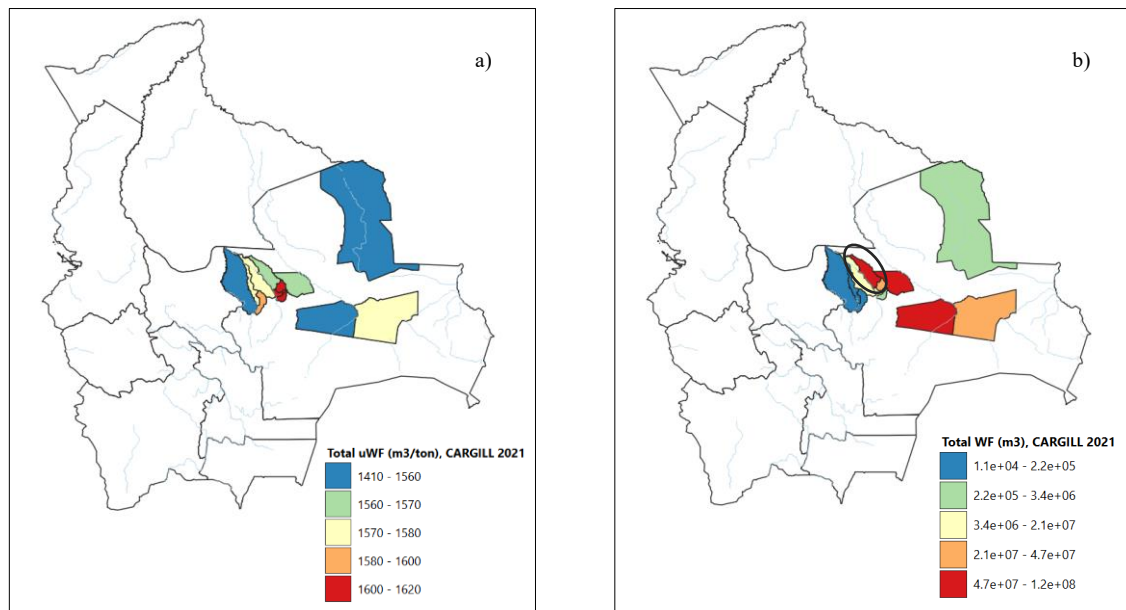 a)
Total uWF (m3/ton), CARGILL 2021
1410 - 1560
1560 - 1570
1570 - 1580
1580 - 1600
1600 - 1620
b)
Total WF (m3), CARGILL 2021
1.1e+04 - 2.2e+05
2.2e+05 - 3.4e+06
3.4e+06 - 2.1e+07
2.1e+07 - 4.7e+07
4.7e+07 - 1.2e+08